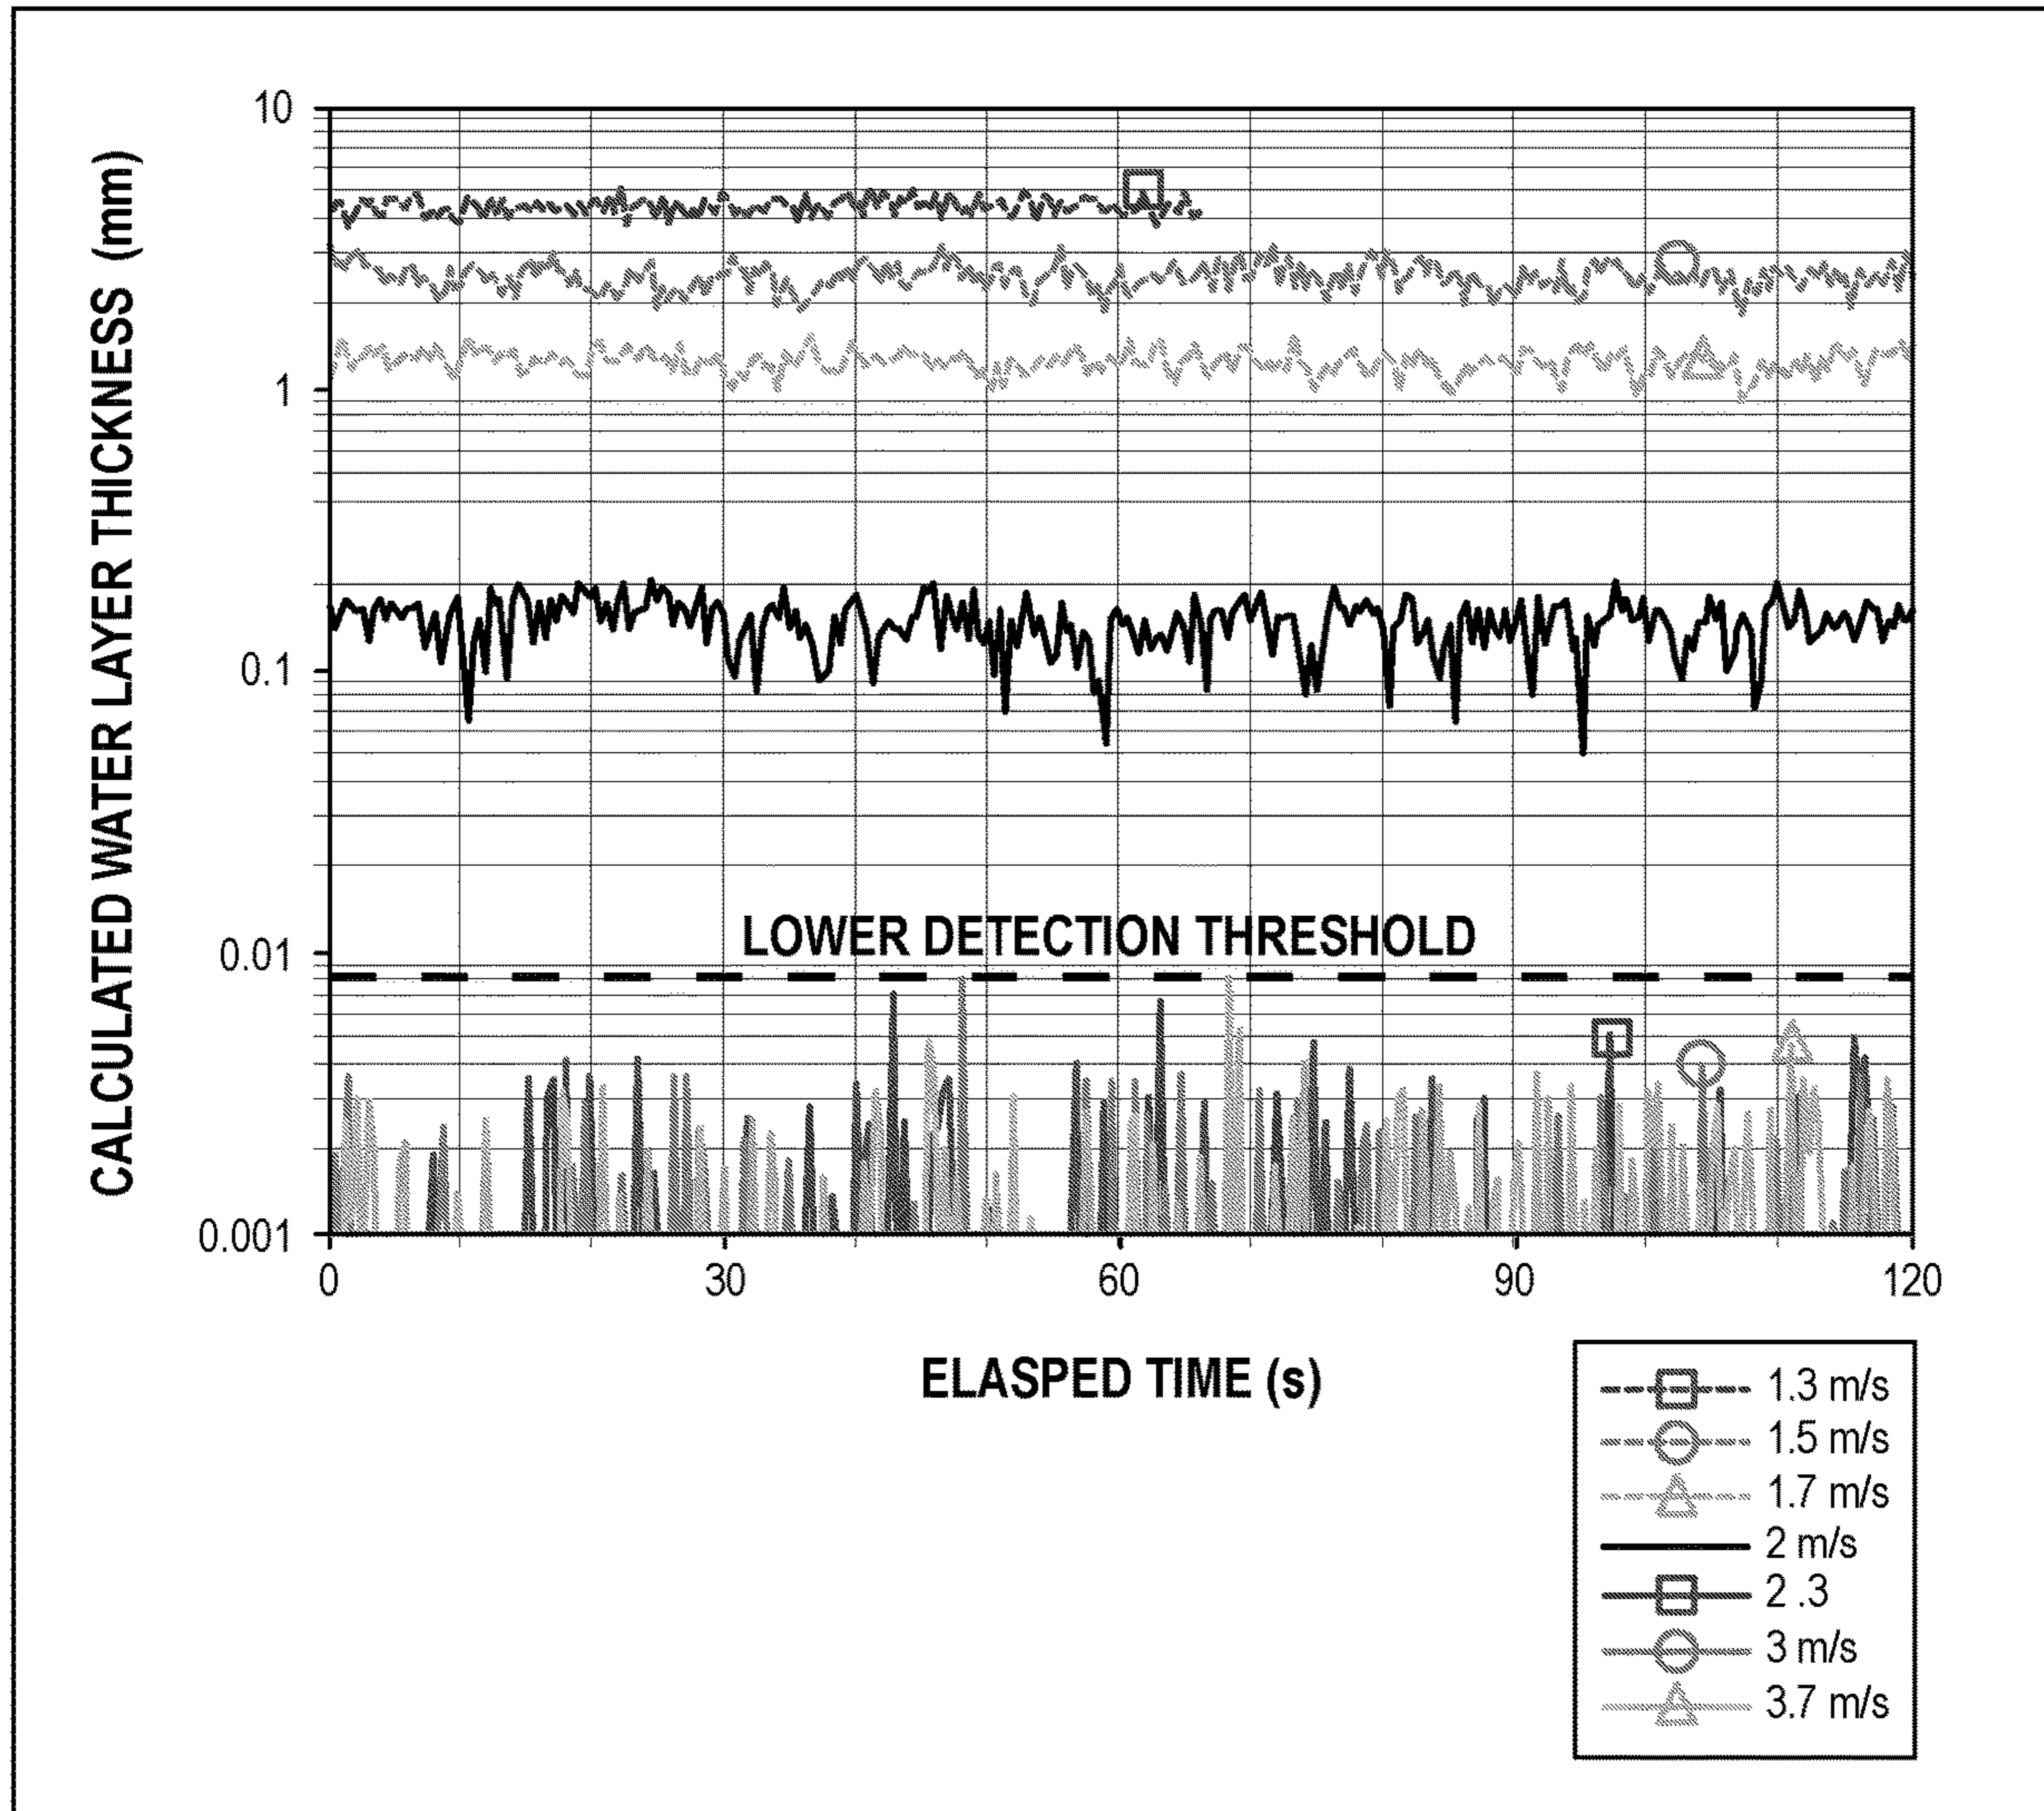 CALCULATED WATER LAYER THICKNESS (mm)
10
1
0.1
0.01
0.001
LOWER DETECTION THRESHOLD
0
30
60
90
120
ELASPED TIME (s)
1.3 m/s
1.5 m/s
1.7 m/s
2 m/s
2 .3
3 m/s
3.7 m/s